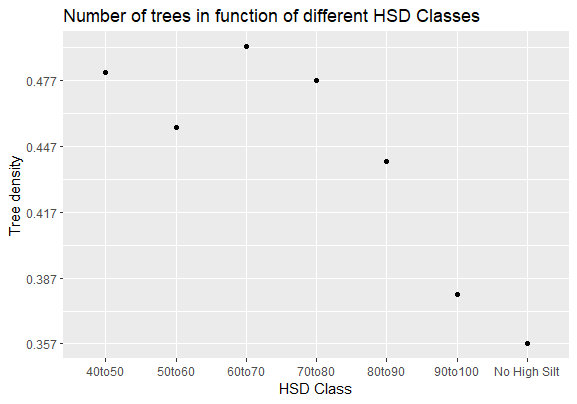 Number of trees in function of different HSD Classes
Tree density
0.477
0.447
0.417
0.387
0.357
40to50 50to60 60to70 70to80 80to90 90to100 No High Silt
HSD Class